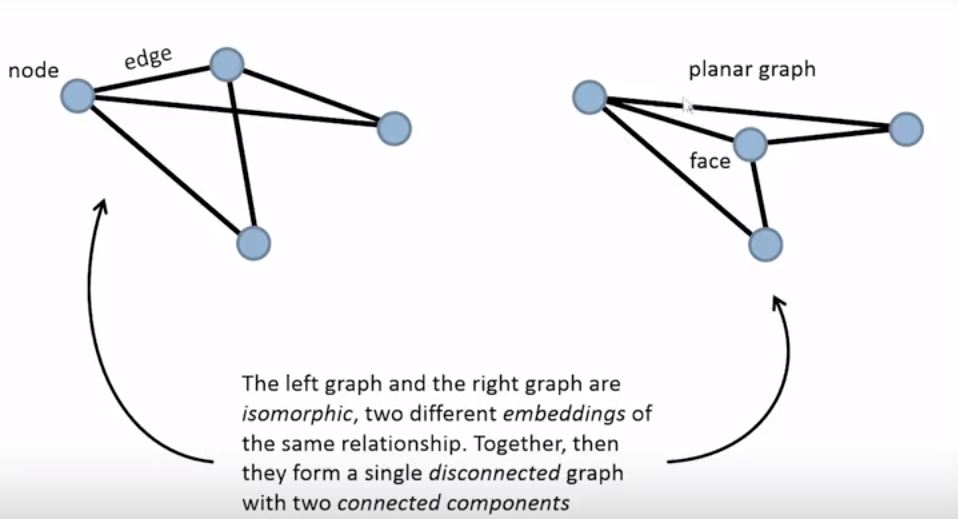 node
edge
planar graph
face
The left graph and the right graph are
isomorphic, two different embeddings of
the same relationship. Together, then
they form a single disconnected graph
with two connected components